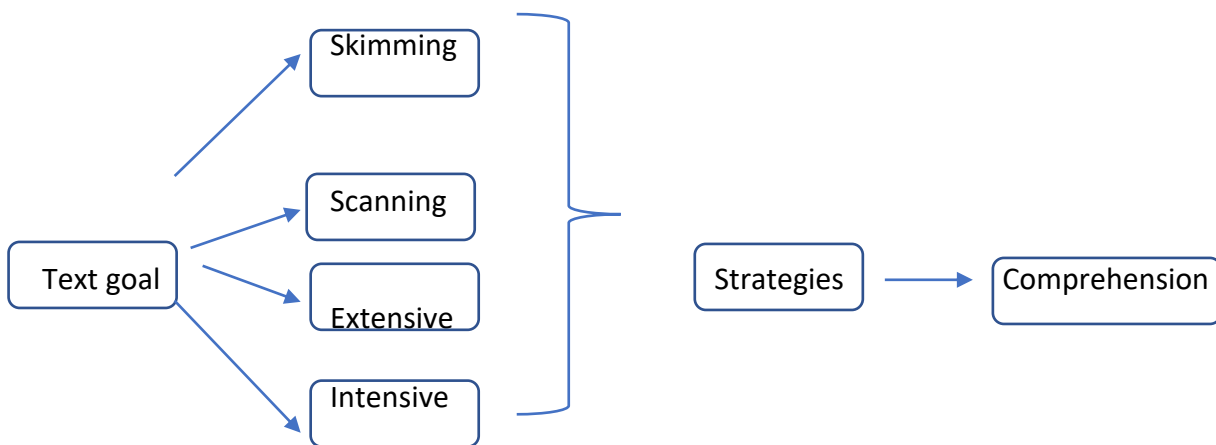 Skimming
Scanning
Text goal
Extensive
Intensive
Strategies
Comprehension